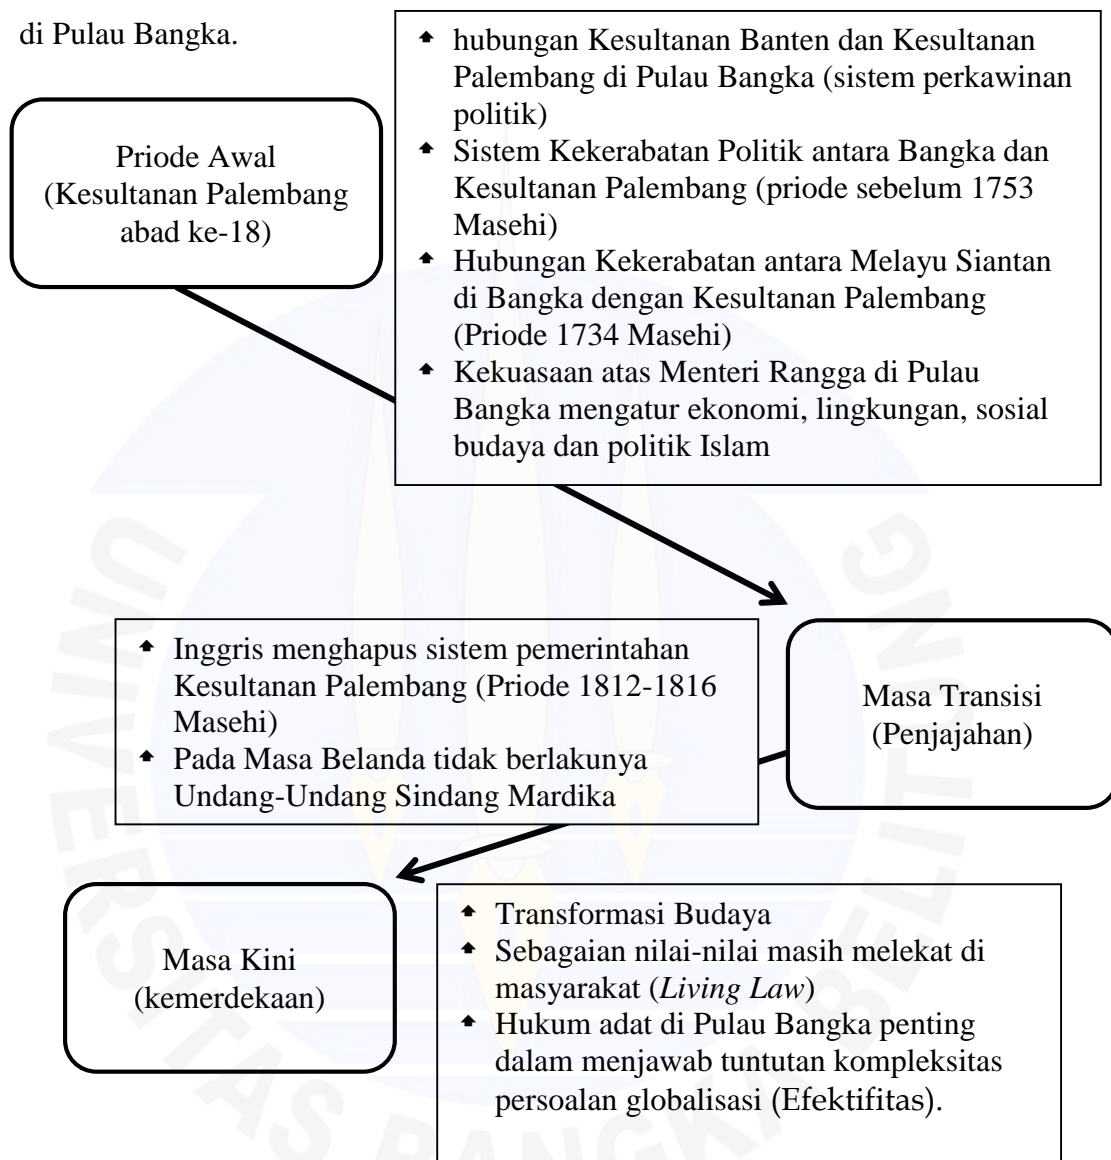 di Pulau Bangka.
hubungan Kesultanan Banten dan Kesultanan
Palembang di Pulau Bangka (sistem perkawinan
politik)
Sistem Kekerabatan Politik antara Bangka dan
Kesultanan Palembang (priode sebelum 1753
Masehi)
Hubungan Kekerabatan antara Melayu Siantan
di Bangka dengan Kesultanan Palembang
(Priode 1734 Masehi)
Kekuasaan atas Menteri Rangga di Pulau
Bangka mengatur ekonomi, lingkungan, sosial
budaya dan politik Islam
Priode Awal
(Kesultanan Palembang
abad ke-18)
Inggris menghapus sistem pemerintahan
Kesultanan Palembang (Priode 1812-1816
Masehi)
Pada Masa Belanda tidak berlakunya
Undang-Undang Sindang Mardika
Masa Transisi
(Penjajahan)
Masa Kini
(kemerdekaan)
Transformasi Budaya
Sebagaian nilai-nilai masih melekat di
masyarakat (Living Law)
Hukum adat di Pulau Bangka penting
dalam menjawab tuntutan kompleksitas
persoalan globalisasi (Efektifitas).
UNIVERSITAS BANGKA BELITUNG